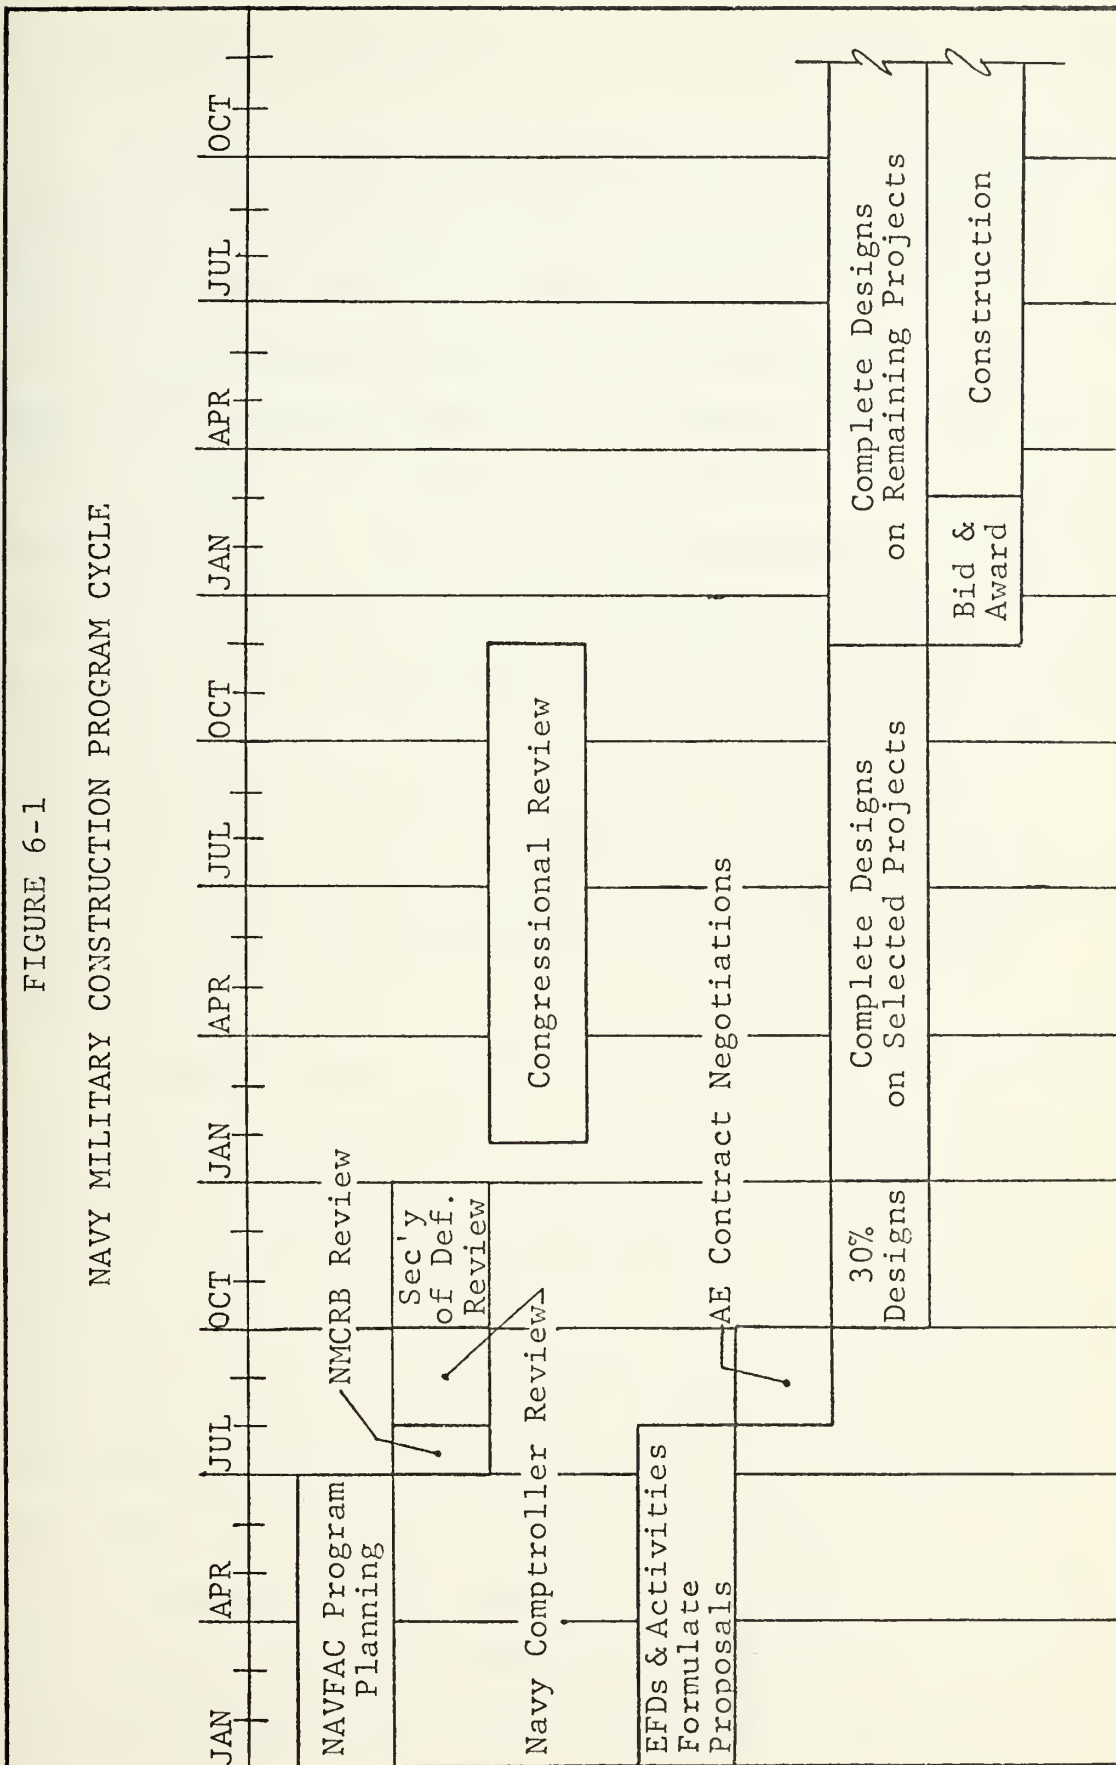 FIGURE 6-1
NAVY MILITARY CONSTRUCTION PROGRAM CYCLE
JAN
APR
JUL
OCT
JAN
APR
JUL
OCT
JAN
APR
JUL
OCT
NAVFAC Program
Planning
NMCRB Review
Sec'y
of Def.
Review
Congressional Review
Navy Comptroller Review
EFDs & Activities
Formulate
Proposals
AE Contract Negotiations
30%
Designs
Complete Designs
on Selected Projects
Complete Designs
on Remaining Projects
Bid &
Award
Construction